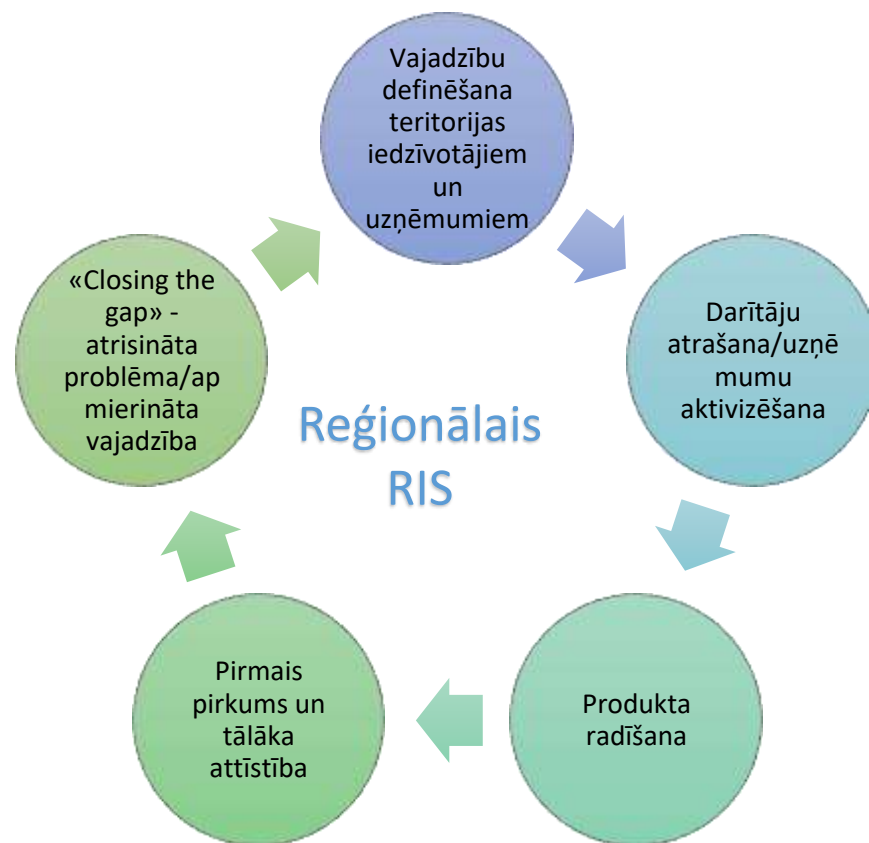 Vajadzību
definēšana
teritorijas
iedzīvotājiem
un
uzņēmumiem
Darītāju
atrašana/uzņē
mumu
aktivizēšana
Produkta
radīšana
Pirmais
pirkums un
tālāka
attīstība
«Closing the
gap» -
atrisināta
problēma/ap
mierināta
vajadzība
Reģionālais
RIS